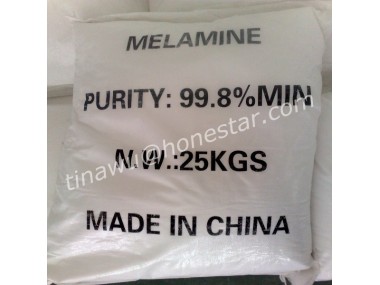 MELAMINE
PURITY: 99.8%MIN
tinawu@honestar.com
N.W.:25KGS
MADE IN CHINA